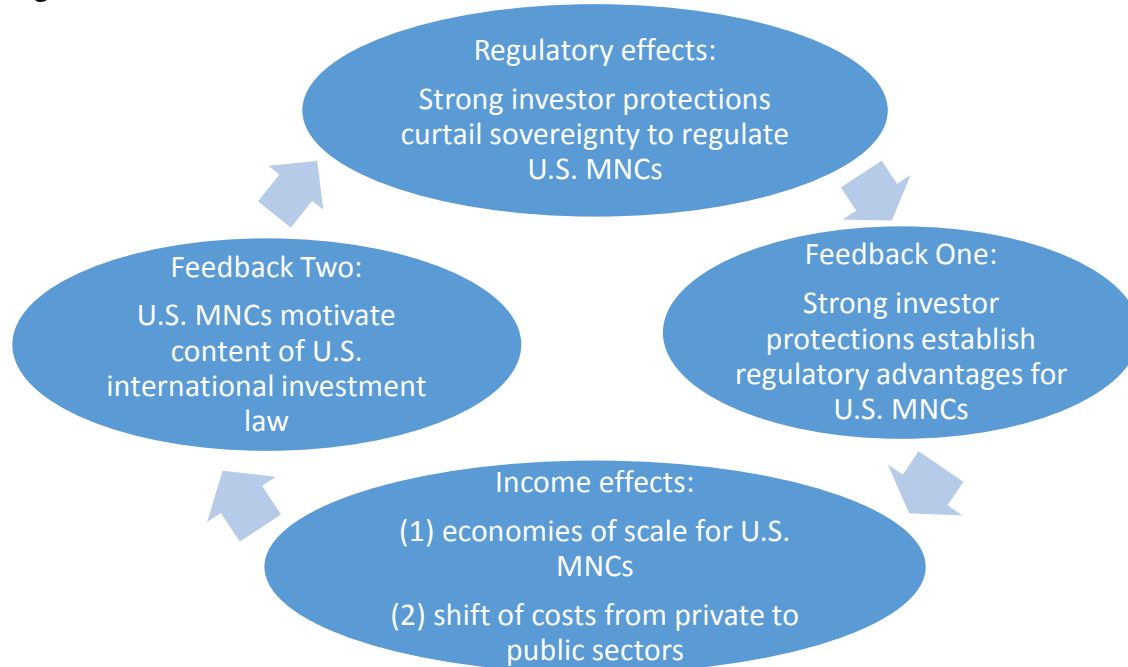 Regulatory effects:
Strong investor protections
curtail sovereignty to regulate
U.S. MNCs
Feedback One:
Strong investor
protections establish
regulatory advantages for
U.S. MNCs
Income effects:
(1) economies of scale for U.S.
MNCs
(2) shift of costs from private to
public sectors
Feedback Two:
U.S. MNCs motivate
content of U.S.
international investment
law